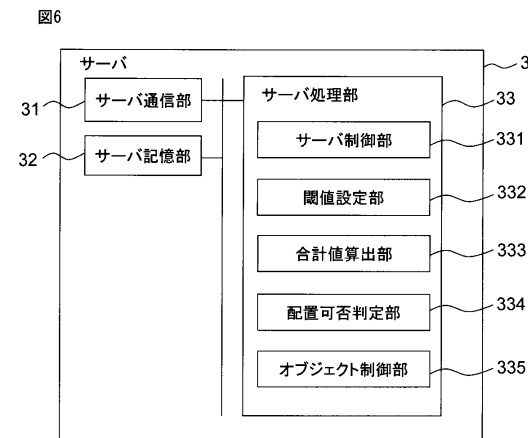 図6
サーバ
3
31
サーバ通信部
32
サーバ記憶部
サーバ処理部
33
サーバ制御部
331
閾値設定部
332
合計値算出部
333
配置可否判定部
334
オブジェクト制御部
335